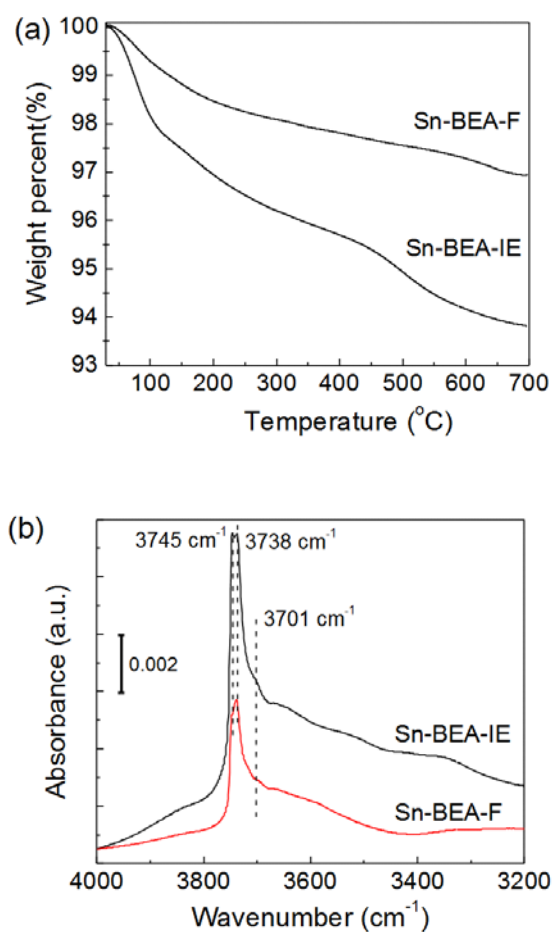 (a)
100
99
98
97
96
95
94
93
Weight percent(%)
Sn-BEA-F
Sn-BEA-IE
100 200 300 400 500 600 700
Temperature (°C)
(b)
3745 cm⁻¹ 3738 cm⁻¹
3701 cm⁻¹
0.002
Absorbance (a.u.)
Sn-BEA-IE
Sn-BEA-F
4000 3800 3600 3400 3200
Wavenumber (cm⁻¹)